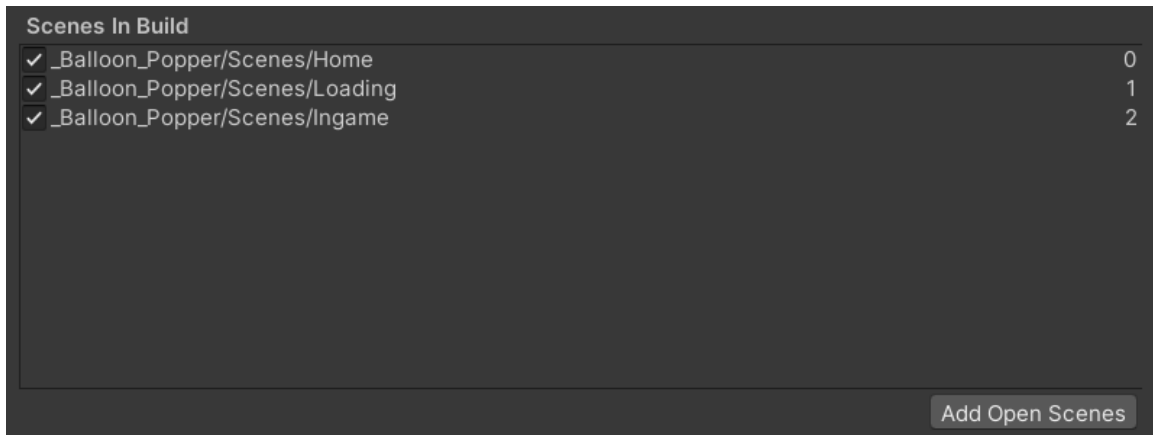 Scenes In Build
_Balloon_Popper/Scenes/Home 0
_Balloon_Popper/Scenes/Loading 1
_Balloon_Popper/Scenes/Ingame 2
Add Open Scenes